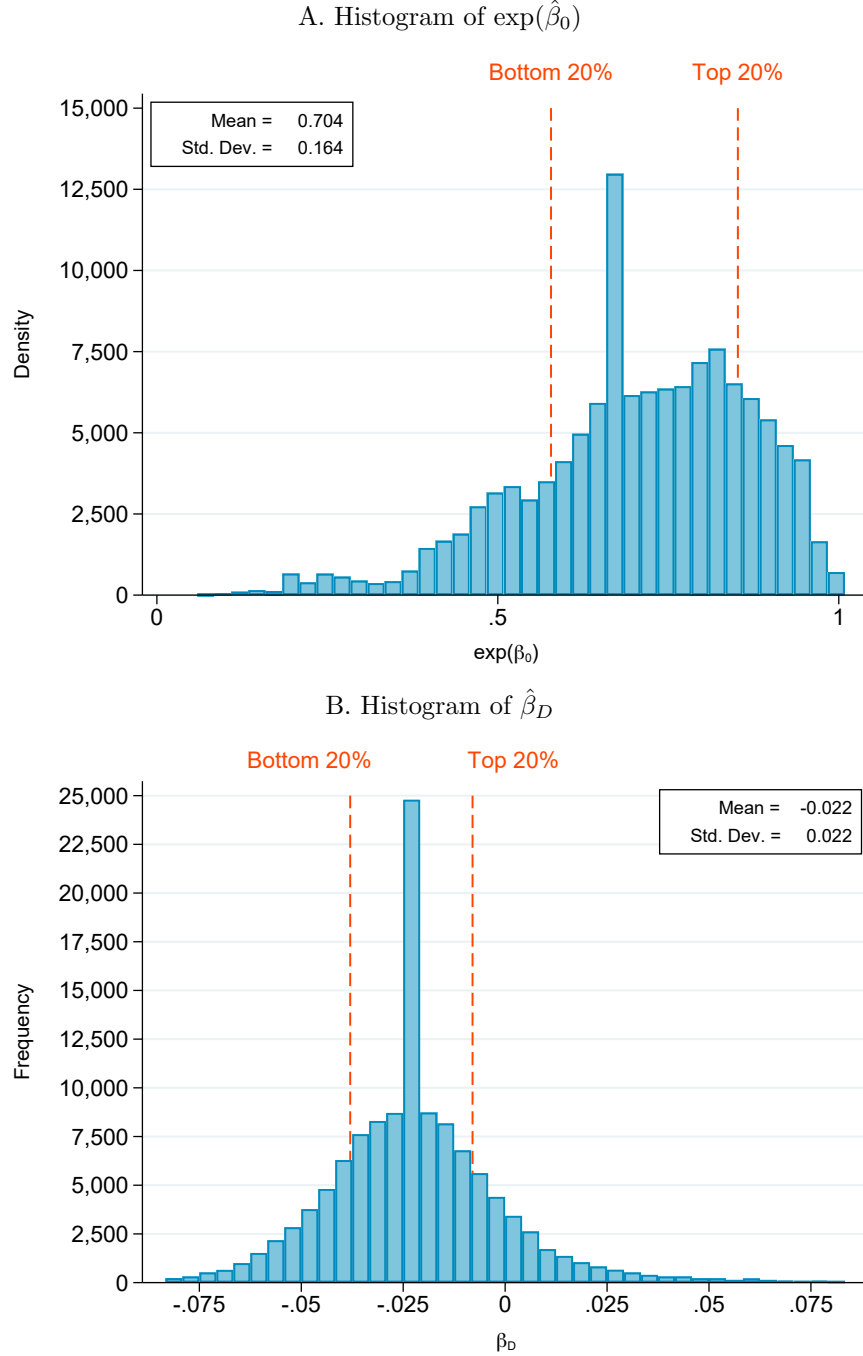 A. Histogram of exp(β̂₀)
Bottom 20% Top 20%
15,000
Mean = 0.704
Std. Dev. = 0.164
12,500
10,000
Density
7,500
5,000
2,500
0
0 .5 1
exp(β₀)
B. Histogram of β̂_D
Bottom 20% Top 20%
25,000
Mean = -0.022
Std. Dev. = 0.022
22,500
20,000
17,500
15,000
Frequency
12,500
10,000
7,500
5,000
2,500
0
-.075 -.05 -.025 0 .025 .05 .075
β_D